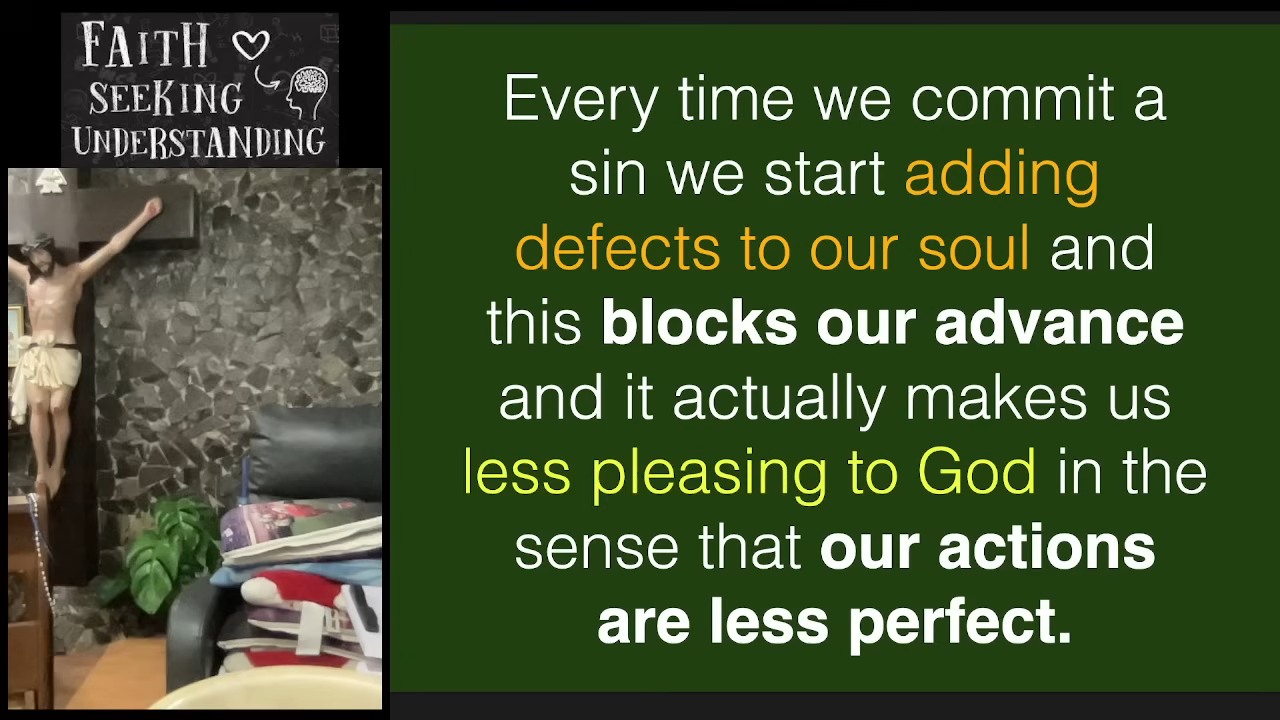 FAITH
SEEKING
UNDERSTANDING
Every time we commit a
sin we start adding
defects to our soul and
this blocks our advance
and it actually makes us
less pleasing to God in the
sense that our actions
are less perfect.